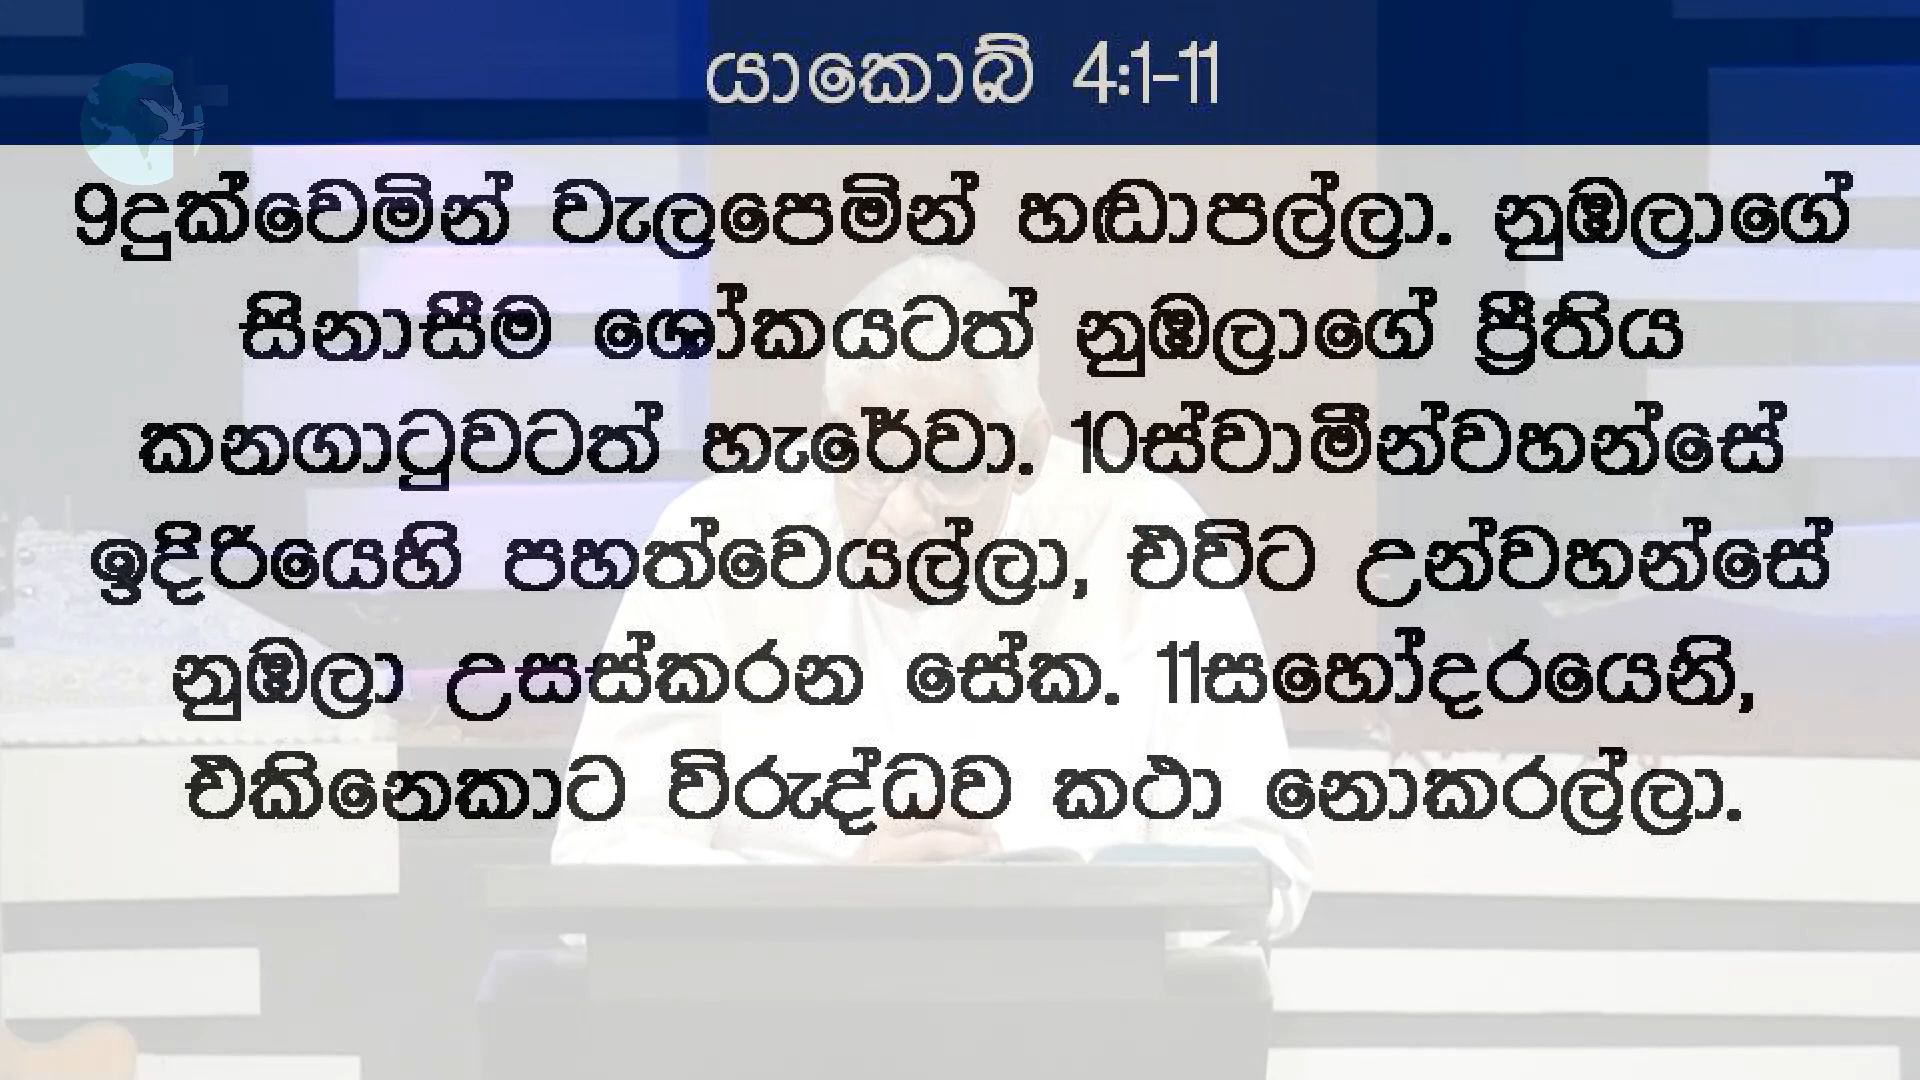 යාකොබ් 4:1-11
9දුක්වෙමින් වැලපෙමින් හඬාපල්ලා. නුඹලාගේ
සිනාසීම ශෝකයටත් නුඹලාගේ ප්‍රීතිය
කනගාටුවටත් හැරේවා. 10ස්වාමීන්වහන්සේ
ඉදිරියෙහි පහත්වෙයල්ලා, එවිට උන්වහන්සේ
නුඹලා උසස්කරන සේක. 11සහෝදරයෙනි,
එකිනෙකාට විරුද්ධව කථා නොකරල්ලා.